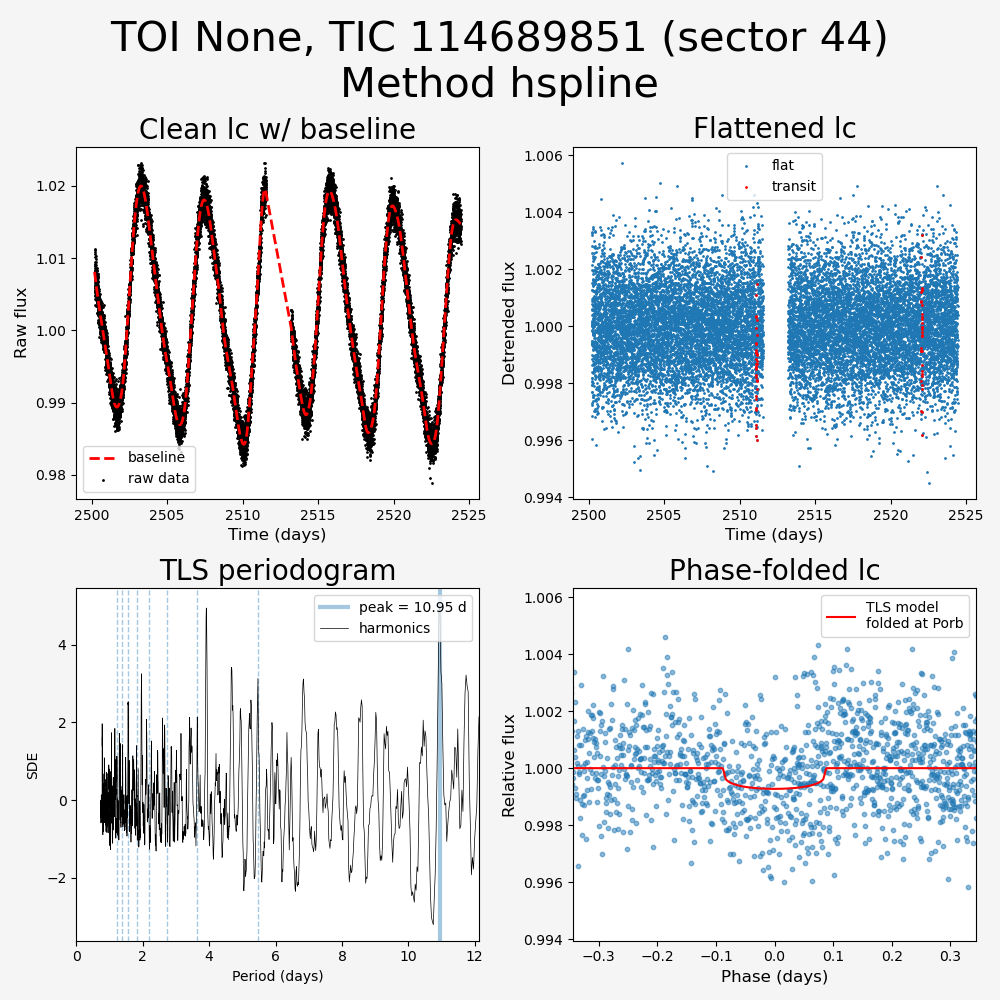 TOI None, TIC 114689851 (sector 44)
Method hspline
Clean lc w/ baseline
Raw flux
1.02
1.01
1.00
0.99
0.98
baseline
raw data
2500
2505
2510
2515
2520
2525
Time (days)
Flattened lc
Detrended flux
1.006
1.004
1.002
1.000
0.998
0.996
0.994
flat
transit
2500
2505
2510
2515
2520
2525
Time (days)
TLS periodogram
SDE
4
2
0
−2
peak = 10.95 d
harmonics
0
2
4
6
8
10
12
Period (days)
Phase-folded lc
Relative flux
1.006
1.004
1.002
1.000
0.998
0.996
0.994
TLS model
folded at Porb
−0.3
−0.2
−0.1
0.0
0.1
0.2
0.3
Phase (days)